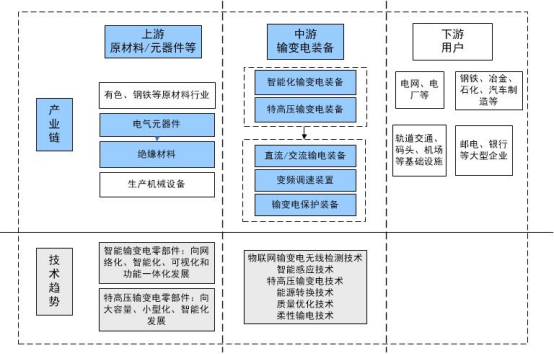 上游
原材料/元器件等
中游
输变电装备
下游
用户
产
业
链
有色、钢铁等原材料行业
电气元器件
绝缘材料
生产机械设备
智能化输变电装备
特高压输变电装备
直流/交流输电装备
变频调速装置
输变电保护装备
电网、电
厂等
钢铁、冶金、
石化、汽车制
造等
轨道交通、
码头、机场
等基础设施
邮电、银行
等大型企业
技
术
趋
势
智能输变电零部件：向网
络化、智能化、可视化和
功能一体化发展
特高压输变电零部件：向
大容量、小型化、智能化
发展
物联网输变电无线检测技术
智能感应技术
特高压输变电技术
能源转换技术
质量优化技术
柔性输电技术